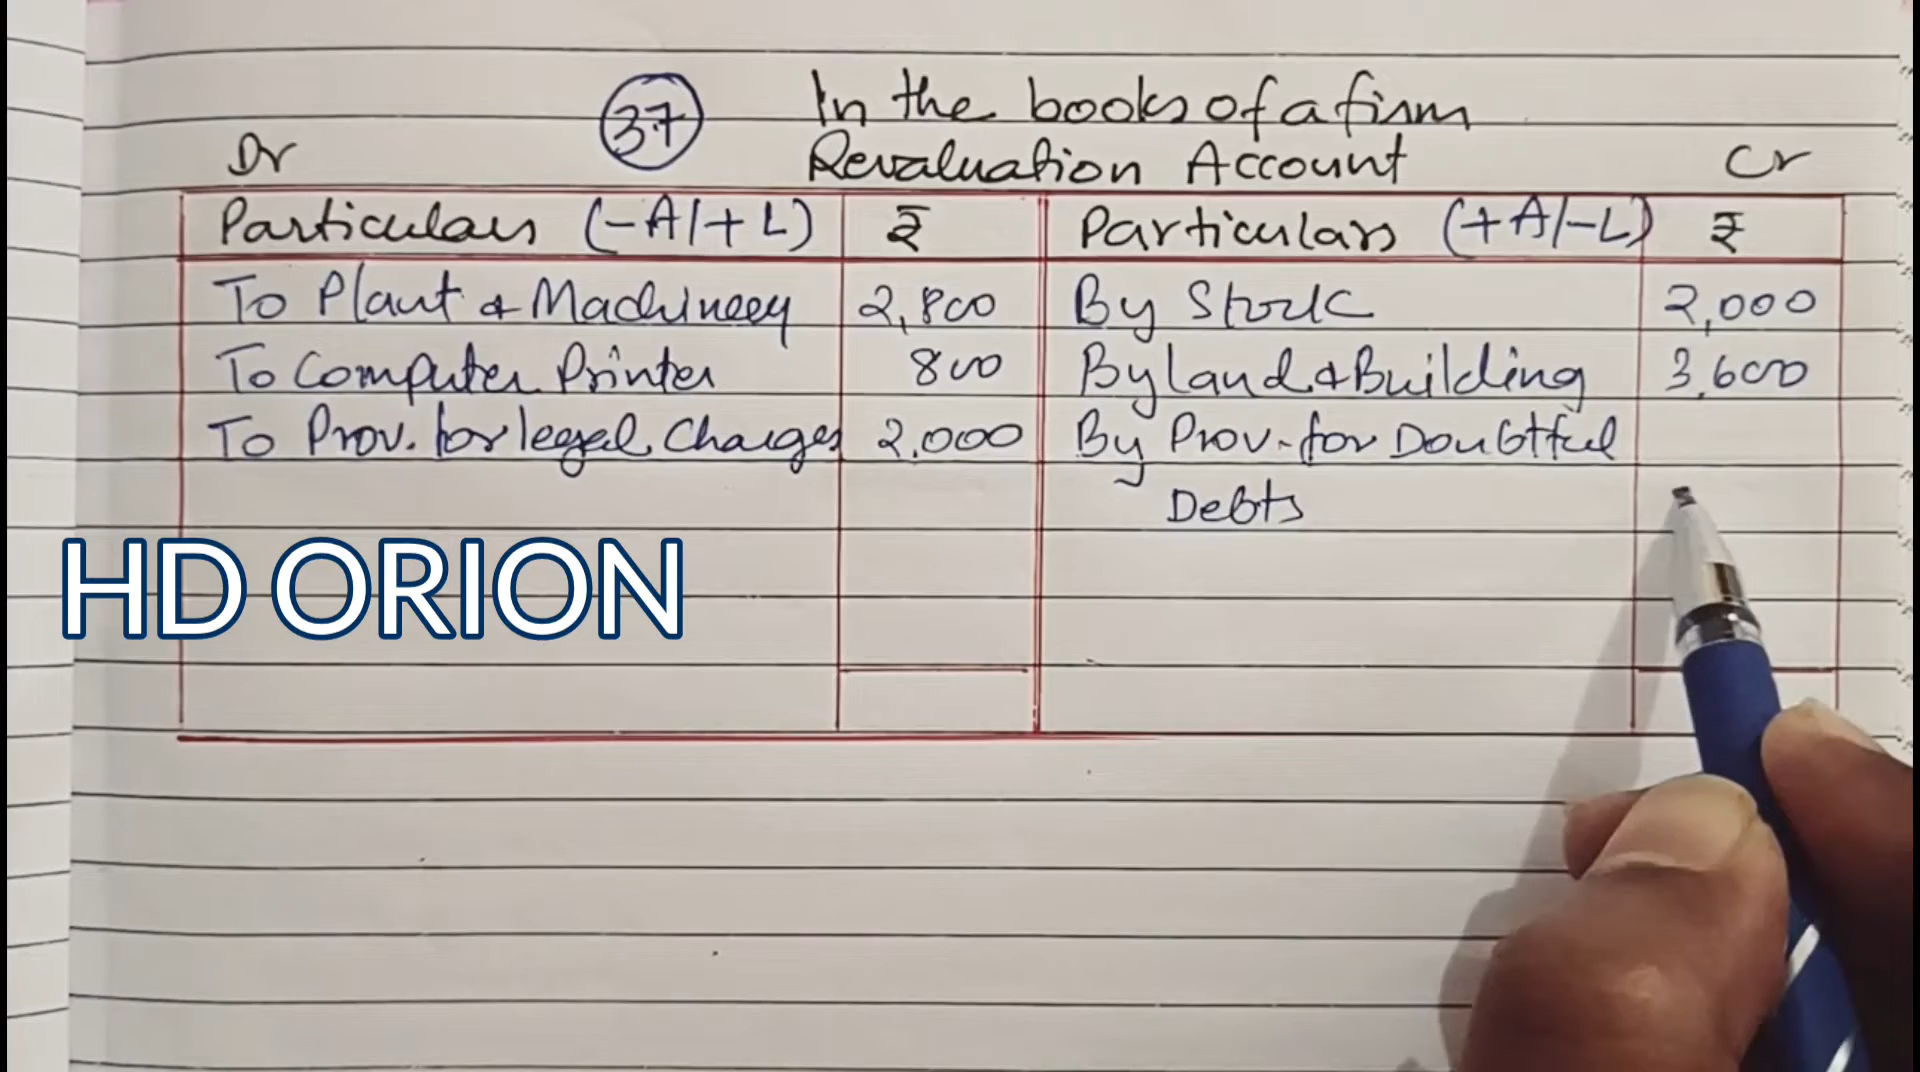 37 In the books of a firm
Dr Revaluation Account Cr
Particulars (-A/+L) ₹ Particulars (+A/-L) ₹
To Plant & Machinery 2,800 By Stock 2,000
To Computer Printer 800 By land & Building 3,600
To Prov. for legal Charges 2,000 By Prov. for Doubtful
Debts
HD ORION